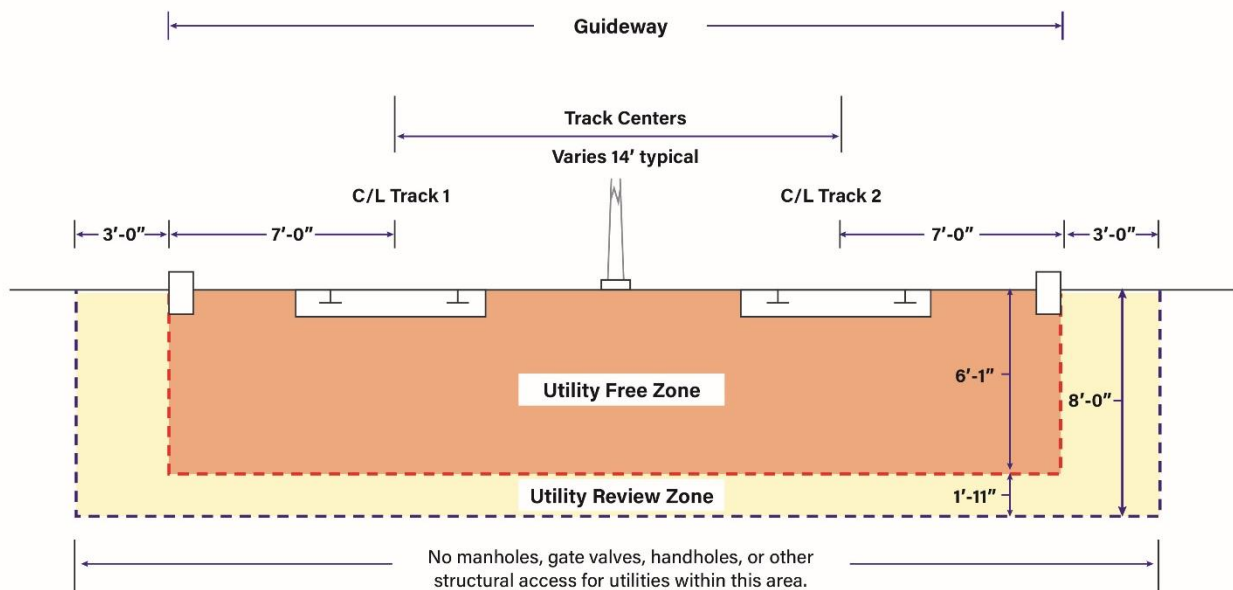 Guideway
Track Centers
Varies 14′ typical
C/L Track 1
C/L Track 2
3′-0″
7′-0″
7′-0″
3′-0″
6′-1″
Utility Free Zone
8′-0″
Utility Review Zone
1′-11″
No manholes, gate valves, handholes, or other
structural access for utilities within this area.